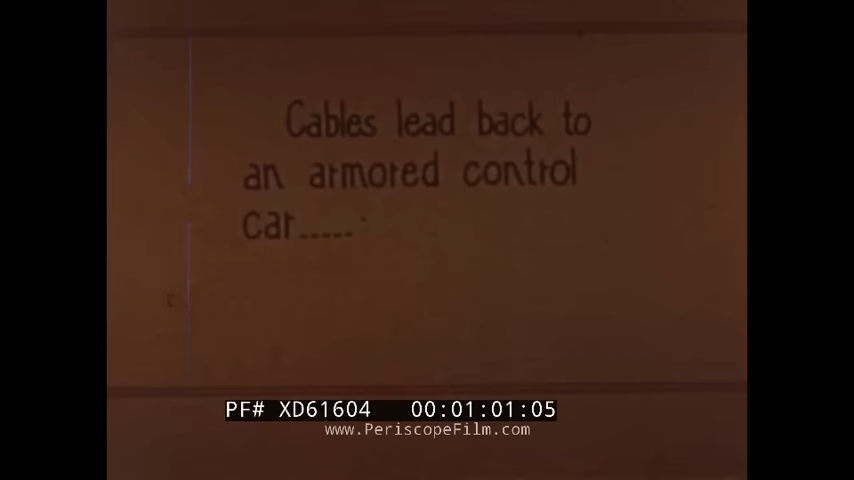 Cables lead back to
an armored control
car.....
c
PF# XD61604 00:01:01:05
www.PeriscopeFilm.com